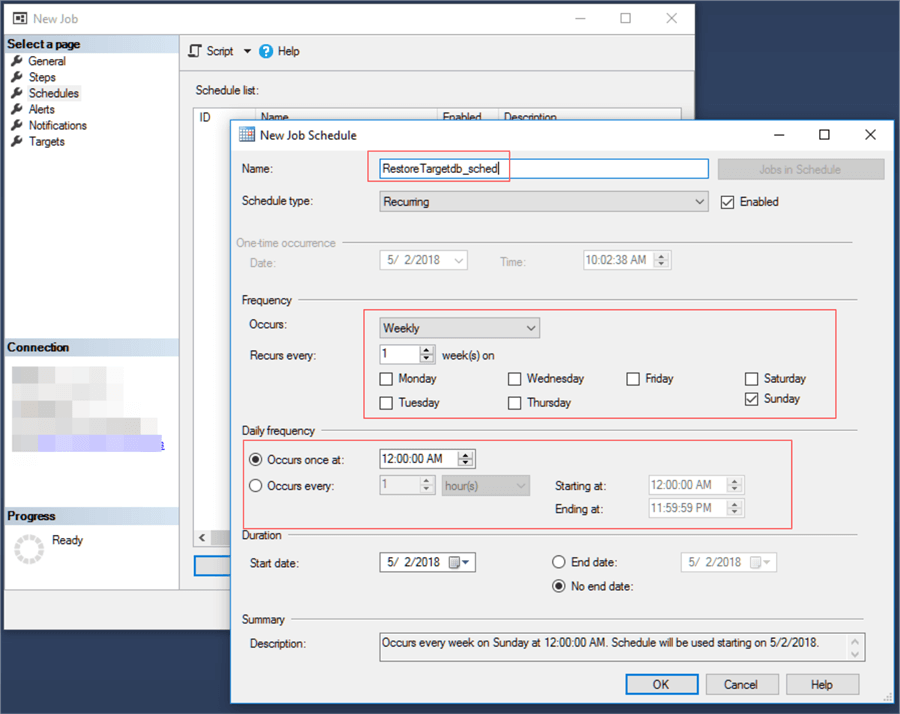 New Job
Select a page
General
Steps
Schedules
Alerts
Notifications
Targets
Script Help
Schedule list:
ID Name Enabled Description
Connection
Progress
Ready
New Job Schedule
Name: RestoreTargetdb_sched Jobs in Schedule
Schedule type: Recurring Enabled
One-time occurrence
Date: 5/ 2/2018 Time: 10:02:38 AM
Frequency
Occurs: Weekly
Recurs every: 1 week(s) on
Monday Wednesday Friday Saturday
Tuesday Thursday Sunday
Daily frequency
Occurs once at: 12:00:00 AM
Occurs every: 1 hour(s) Starting at: 12:00:00 AM
Ending at: 11:59:59 PM
Duration
Start date: 5/ 2/2018 End date: 5/ 2/2018
No end date:
Summary
Description: Occurs every week on Sunday at 12:00:00 AM. Schedule will be used starting on 5/2/2018.
OK Cancel Help